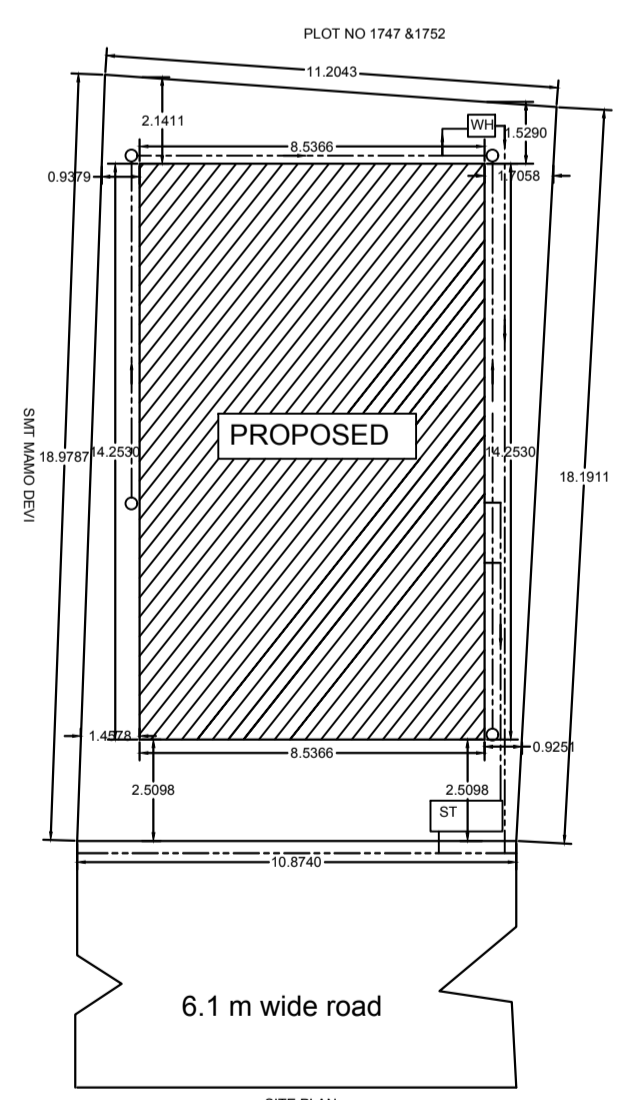 PLOT NO 1747 &1752
11.2043
2.1411
WH
1.5290
8.5366
0.9379
1.7058
PROPOSED
SMT MAMO DEVI
18.9787
14.2530
14.2530
18.1911
1.4578
8.5366
0.9251
2.5098
2.5098
ST
10.8740
6.1 m wide road
SITE PLAN